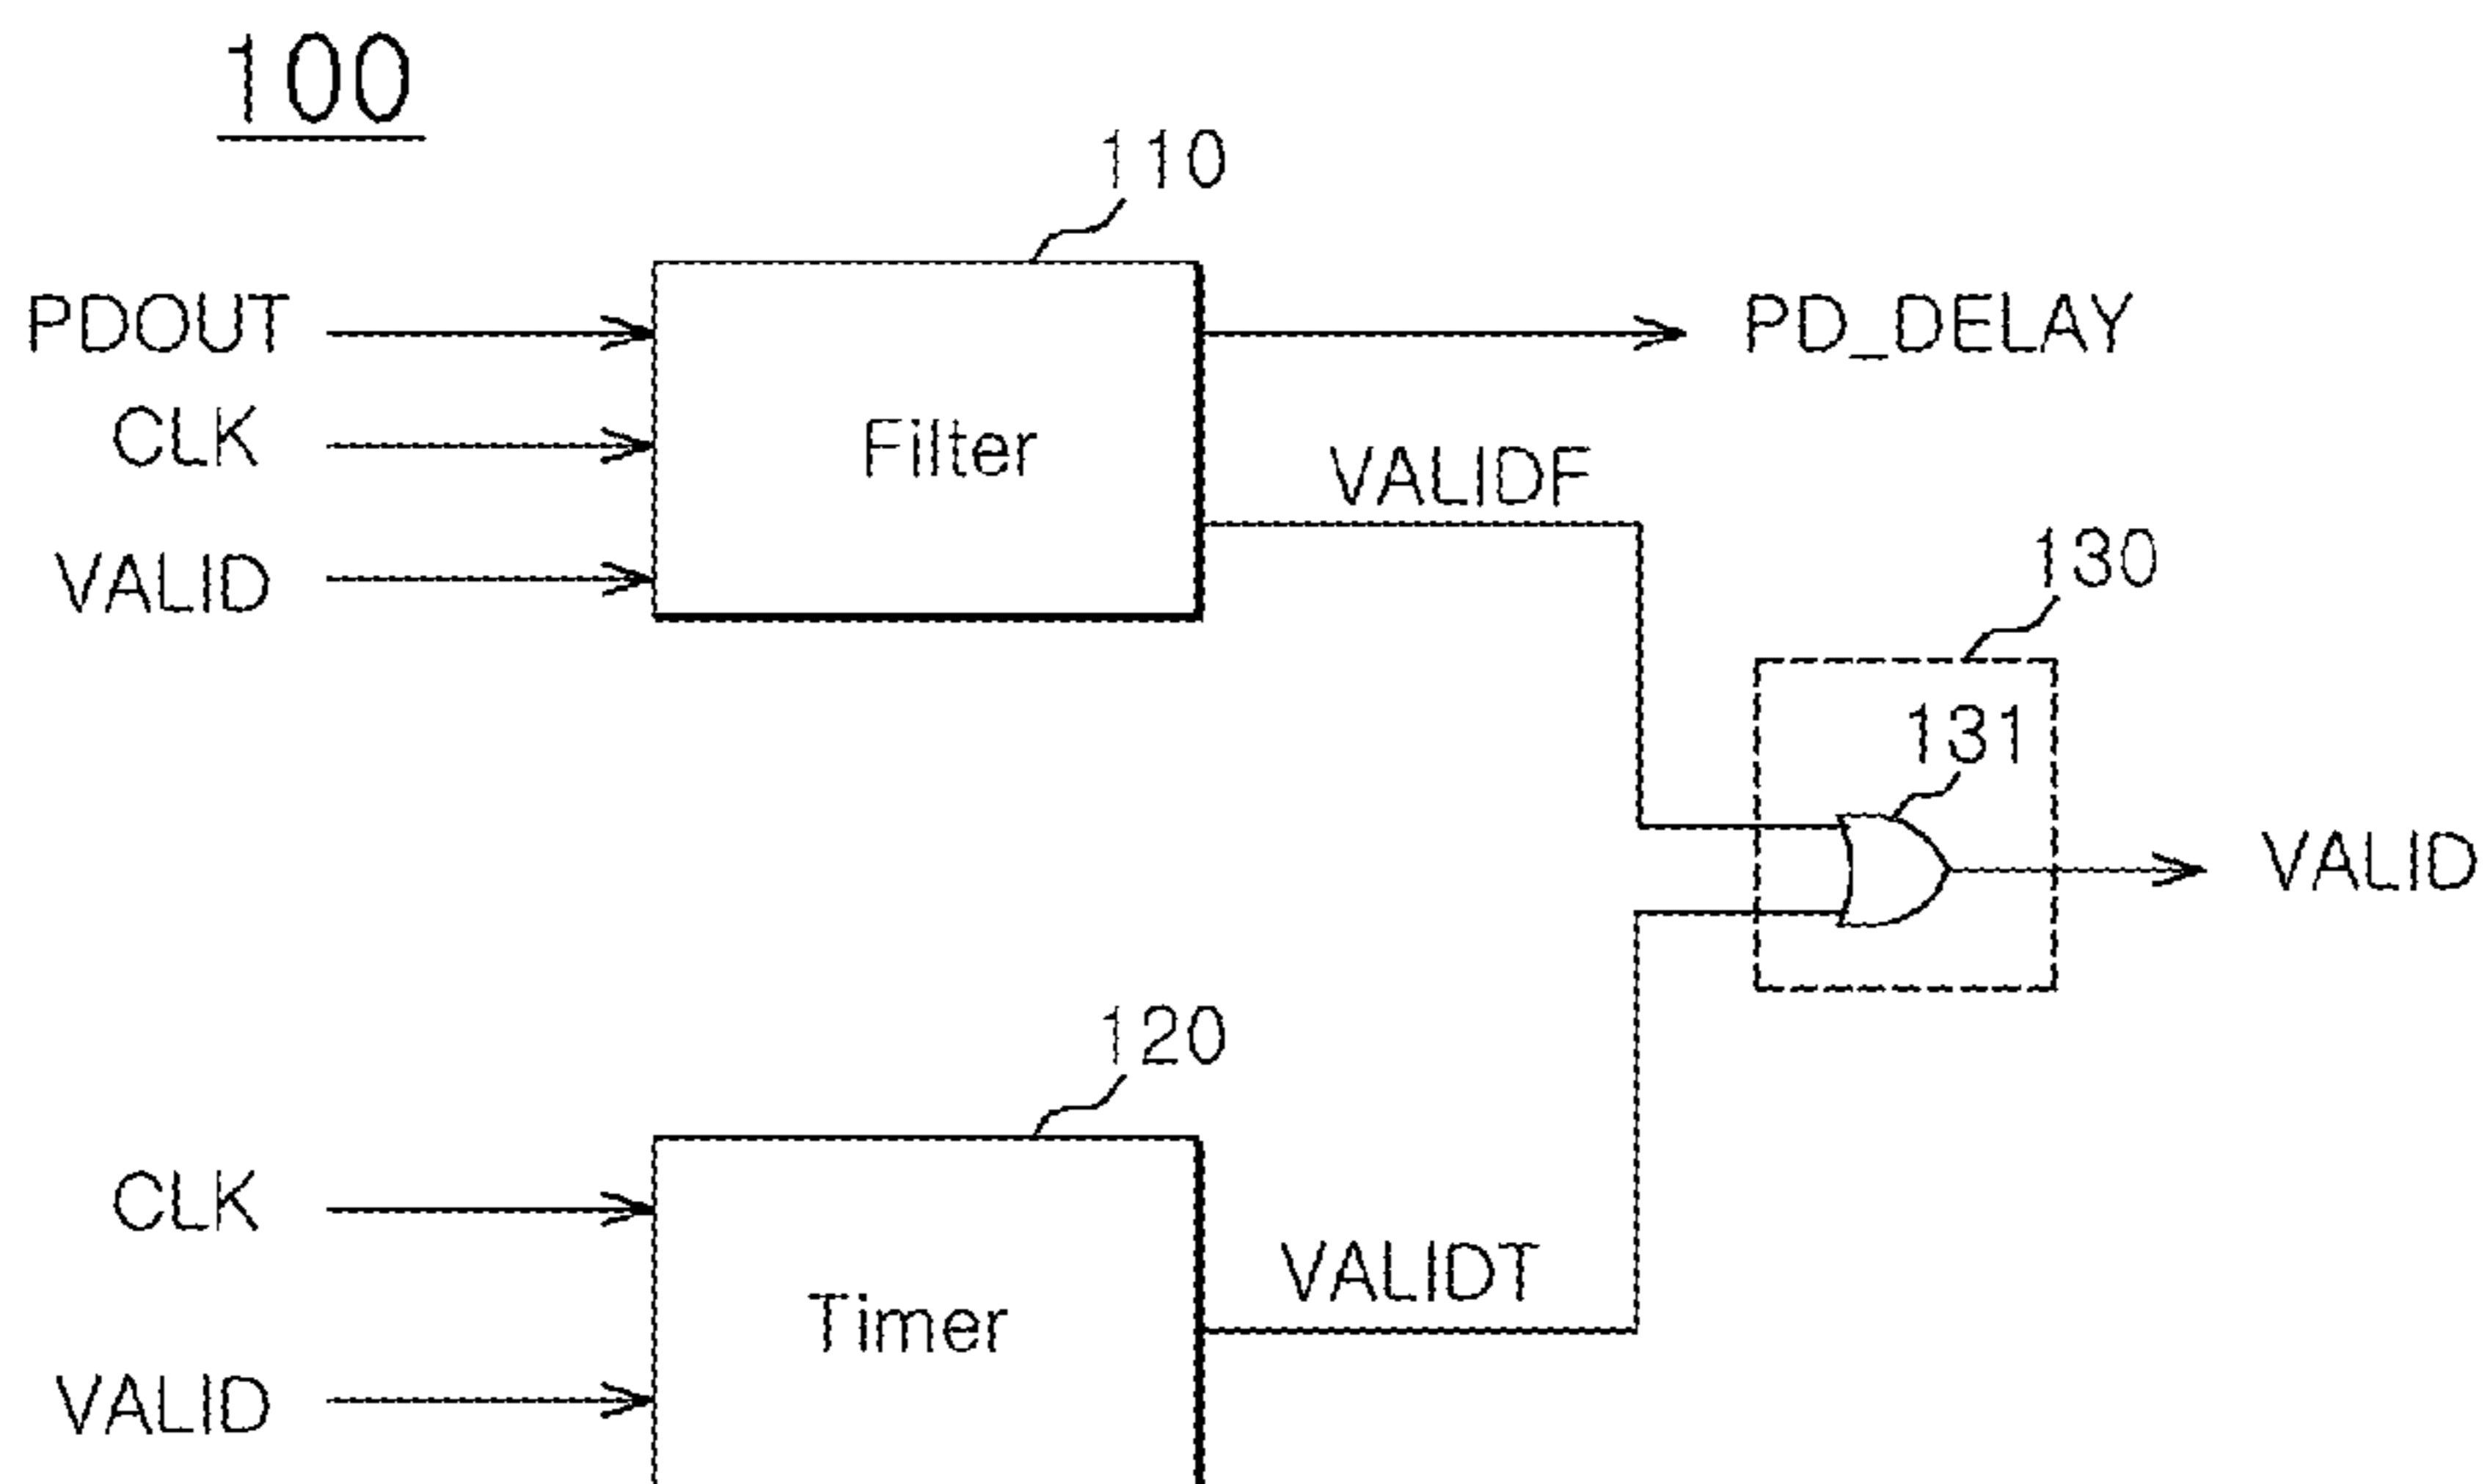 100
110
PDOUT
PD_DELAY
CLK
Filter
VALIDF
VALID
130
131
VALID
120
CLK
VALIDT
Timer
VALID